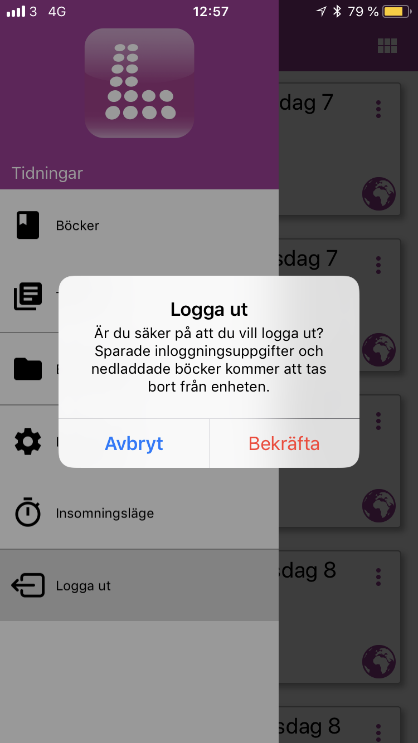 3 4G 12:57 79 %
dag 7
Tidningar
Böcker
sdag 7
Logga ut
Är du säker på att du vill logga ut?
Sparade inloggningsuppgifter och
nedladdade böcker kommer att tas
bort från enheten.
Avbryt Bekräfta
Insomningsläge
Logga ut
sdag 8
sdag 8